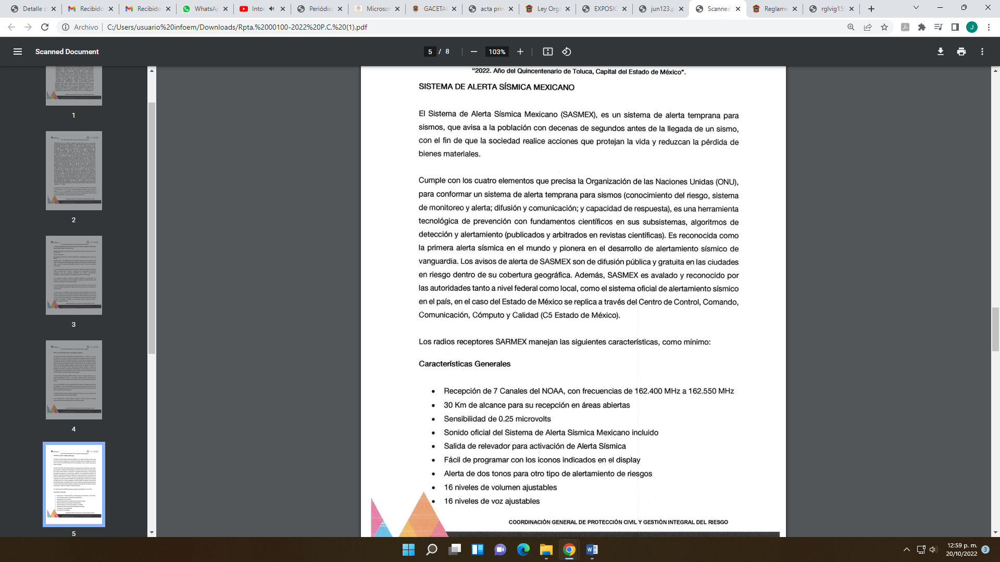 Detalle d
Recibido
Recibido
WhatsAp
Intoc
Periódic
Microsof
GACETA
acta prin
Ley Orga
EXPOSIC
jun123.p
Scanned
Reglame
rglvig15
Archivo
C:/Users/usuario%20infoem/Downloads/Rpta.%2000100-2022%20P.C.%20(1).pdf
J
Scanned Document
5 / 8
103%
1
2
3
4
5
“2022. Año del Quincentenario de Toluca, Capital del Estado de México”.
SISTEMA DE ALERTA SÍSMICA MEXICANO
El Sistema de Alerta Sísmica Mexicano (SASMEX), es un sistema de alerta temprana para
sismos, que avisa a la población con decenas de segundos antes de la llegada de un sismo,
con el fin de que la sociedad realice acciones que protejan la vida y reduzcan la pérdida de
bienes materiales.
Cumple con los cuatro elementos que precisa la Organización de las Naciones Unidas (ONU),
para conformar un sistema de alerta temprana para sismos (conocimiento del riesgo, sistema
de monitoreo y alerta; difusión y comunicación; y capacidad de respuesta), es una herramienta
tecnológica de prevención con fundamentos científicos en sus subsistemas, algoritmos de
detección y alertamiento (publicados y arbitrados en revistas científicas). Es reconocida como
la primera alerta sísmica en el mundo y pionera en el desarrollo de alertamiento sísmico de
vanguardia. Los avisos de alerta de SASMEX son de difusión pública y gratuita en las ciudades
en riesgo dentro de su cobertura geográfica. Además, SASMEX es avalado y reconocido por
las autoridades tanto a nivel federal como local, como el sistema oficial de alertamiento sísmico
en el país, en el caso del Estado de México se replica a través del Centro de Control, Comando,
Comunicación, Cómputo y Calidad (C5 Estado de México).
Los radios receptores SARMEX manejan las siguientes características, como mínimo:
Características Generales
• Recepción de 7 Canales del NOAA, con frecuencias de 162.400 MHz a 162.550 MHz
• 30 Km de alcance para su recepción en áreas abiertas
• Sensibilidad de 0.25 microvolts
• Sonido oficial del Sistema de Alerta Sísmica Mexicano incluido
• Salida de relevador para activación de Alerta Sísmica
• Fácil de programar con los iconos indicados en el display
• Alerta de dos tonos para otro tipo de alertamiento de riesgos
• 16 niveles de volumen ajustables
• 16 niveles de voz ajustables
COORDINACIÓN GENERAL DE PROTECCIÓN CIVIL Y GESTIÓN INTEGRAL DEL RIESGO
12:59 p. m.
20/10/2022
3